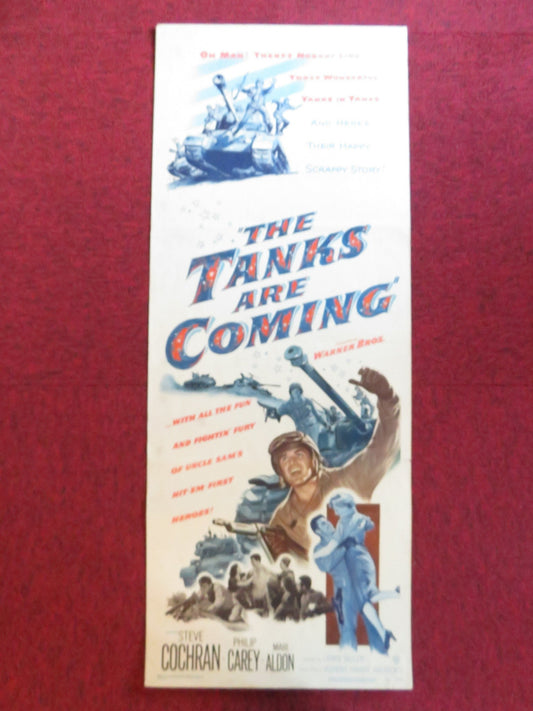 OH MAN! THERE'S NOBODY LIKE
THOSE WONDERFUL
YANKS IN TANKS
AND HERE'S
THEIR HAPPY
SCRAPPY STORY!
"THE
TANKS
ARE
COMING"
WARNER BROS.
...WITH ALL THE FUN
AND FIGHTIN' FURY
OF UNCLE SAM'S
HIT 'EM FIRST
HEROES!
STEVE
COCHRAN
PHILIP
CAREY
MARI
ALDON